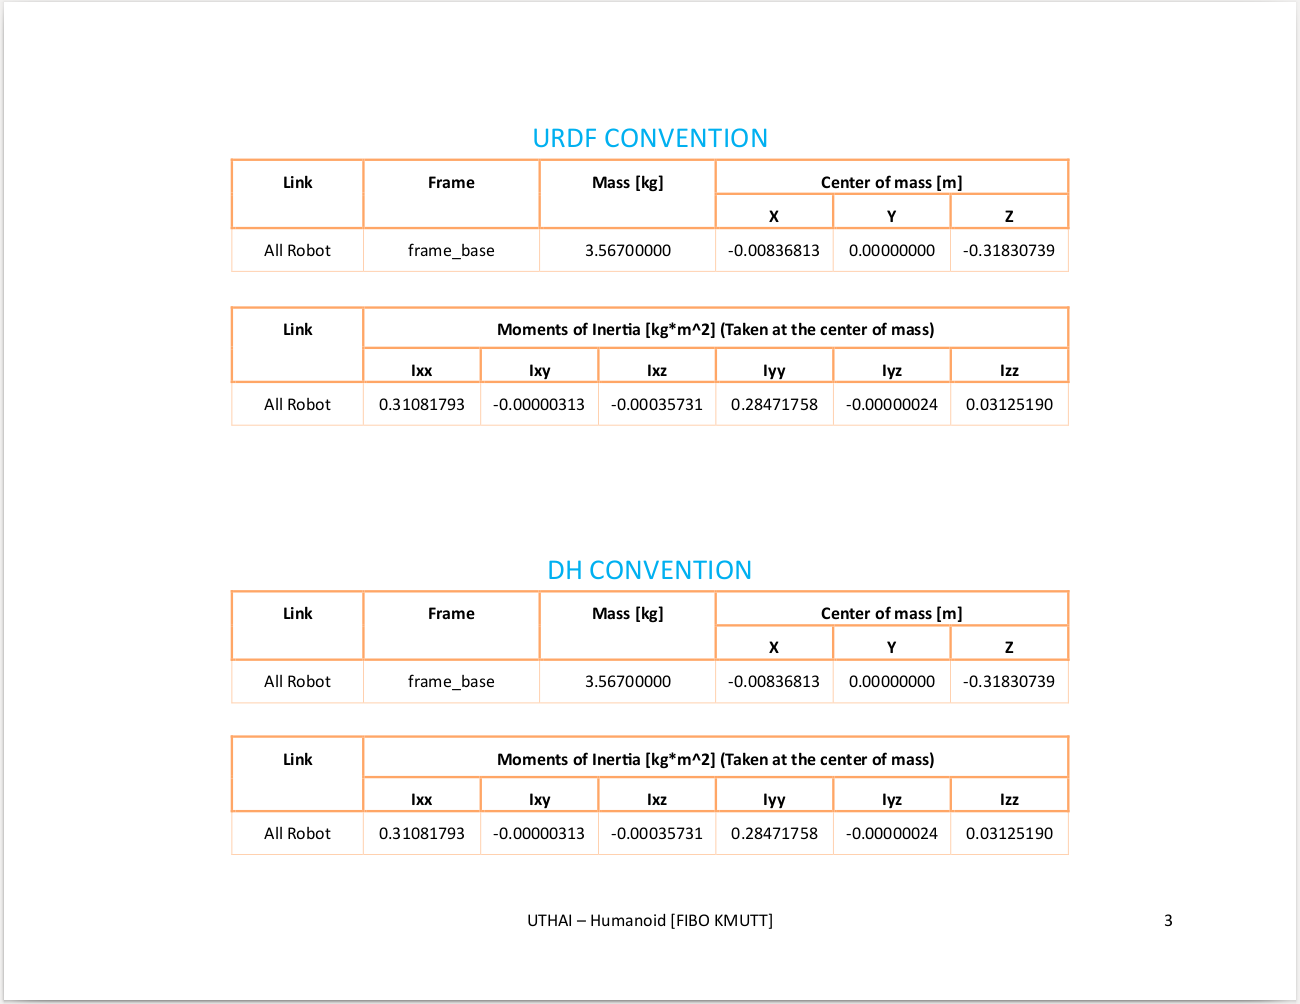 URDF CONVENTION
Link Frame Mass [kg] Center of mass [m]
X Y Z
All Robot frame_base 3.56700000 -0.00836813 0.00000000 -0.31830739
Link Moments of Inertia [kg*m^2] (Taken at the center of mass)
Ixx Ixy Ixz Iyy Iyz Izz
All Robot 0.31081793 -0.00000313 -0.00035731 0.28471758 -0.00000024 0.03125190
DH CONVENTION
Link Frame Mass [kg] Center of mass [m]
X Y Z
All Robot frame_base 3.56700000 -0.00836813 0.00000000 -0.31830739
Link Moments of Inertia [kg*m^2] (Taken at the center of mass)
Ixx Ixy Ixz Iyy Iyz Izz
All Robot 0.31081793 -0.00000313 -0.00035731 0.28471758 -0.00000024 0.03125190
UTHAI – Humanoid [FIBO KMUTT] 3